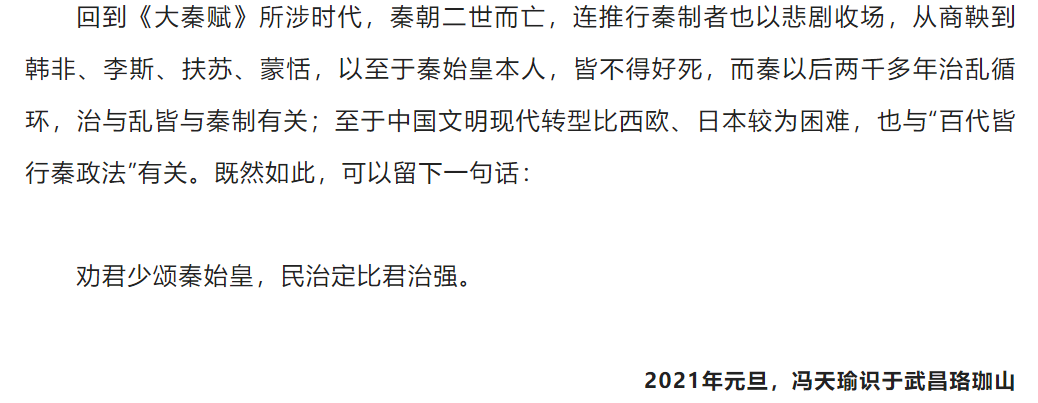 回到《大秦赋》所涉时代，秦朝二世而亡，连推行秦制者也以悲剧收场，从商鞅到
韩非、李斯、扶苏、蒙恬，以至于秦始皇本人，皆不得好死，而秦以后两千多年治乱循
环，治与乱皆与秦制有关；至于中国文明现代转型比西欧、日本较为困难，也与“百代皆
行秦政法”有关。既然如此，可以留下一句话：
劝君少颂秦始皇，民治定比君治强。
2021年元旦，冯天瑜识于武昌珞珈山